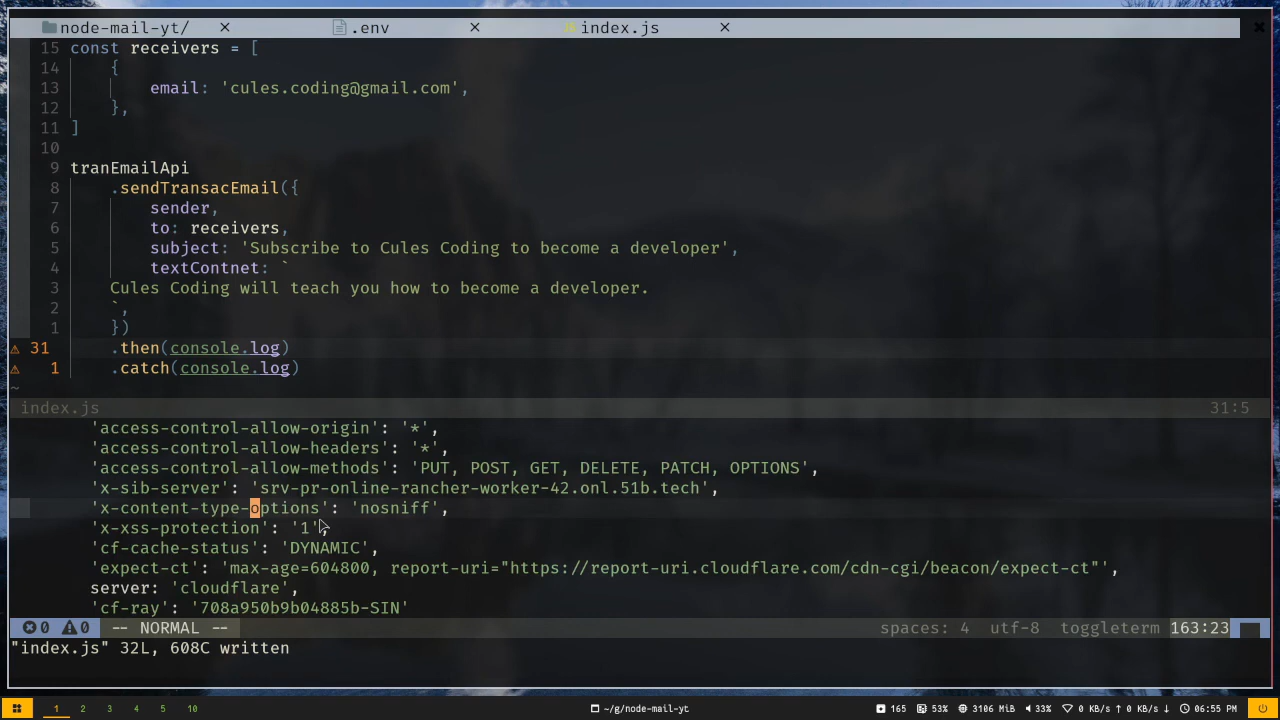 node-mail-yt/ × .env × index.js × ×
15 const receivers = [
14 {
13 email: 'cules.coding@gmail.com',
12 },
11 ]
10
9 tranEmailApi
8 .sendTransacEmail({
7 sender,
6 to: receivers,
5 subject: 'Subscribe to Cules Coding to become a developer',
4 textContnet: `
3 Cules Coding will teach you how to become a developer.
2 `,
1 })
⚠ 31 .then(console.log)
⚠ 1 .catch(console.log)
~
index.js 31:5
'access-control-allow-origin': '*',
'access-control-allow-headers': '*',
'access-control-allow-methods': 'PUT, POST, GET, DELETE, PATCH, OPTIONS',
'x-sib-server': 'srv-pr-online-rancher-worker-42.onl.51b.tech',
'x-content-type-options': 'nosniff',
'x-xss-protection': '1',
'cf-cache-status': 'DYNAMIC',
'expect-ct': 'max-age=604800, report-uri="https://report-uri.cloudflare.com/cdn-cgi/beacon/expect-ct"',
server: 'cloudflare',
'cf-ray': '708a950b9b04885b-SIN'
0 ⚠0 -- NORMAL -- spaces: 4 utf-8 toggleterm 163:23
"index.js" 32L, 608C written
1 2 3 4 5 10 ~/g/node-mail-yt 165 53% 3106 MiB 33% 0 KB/s ↑ 0 KB/s ↓ 06:55 PM